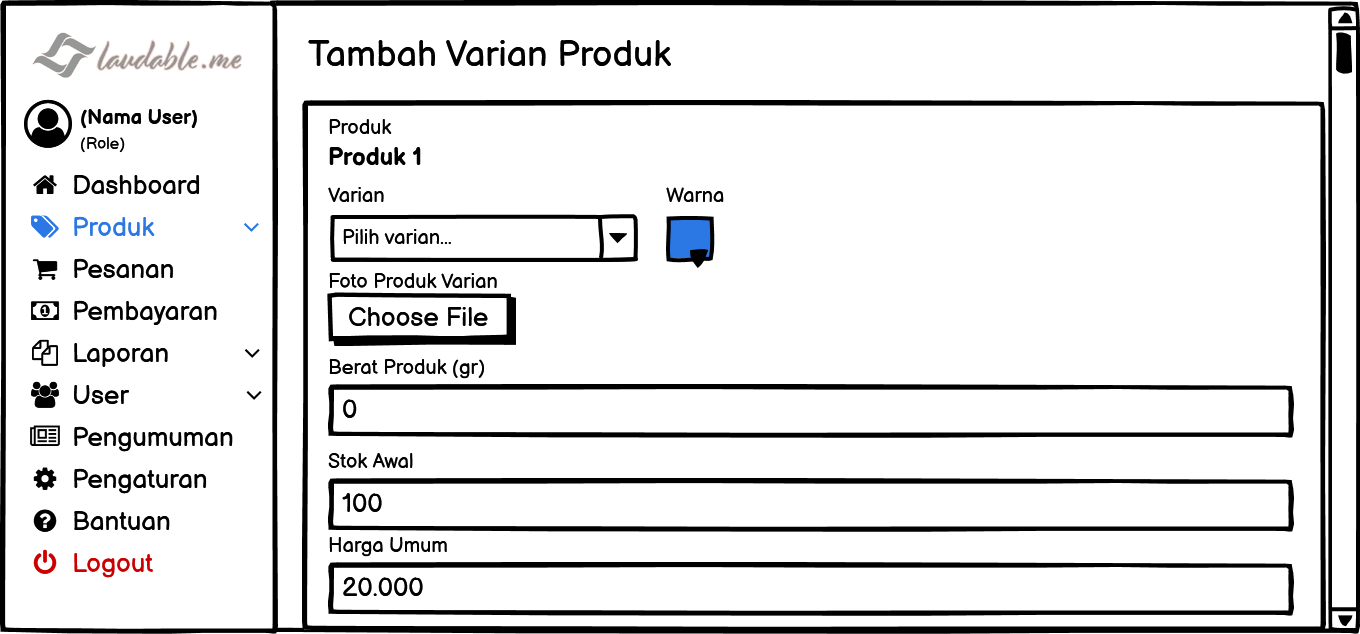 laudable.me
(Nama User)
(Role)
Dashboard
Produk
Pesanan
Pembayaran
Laporan
User
Pengumuman
Pengaturan
Bantuan
Logout
Tambah Varian Produk
Produk
Produk 1
Varian
Warna
Pilih varian...
Foto Produk Varian
Choose File
Berat Produk (gr)
0
Stok Awal
100
Harga Umum
20.000